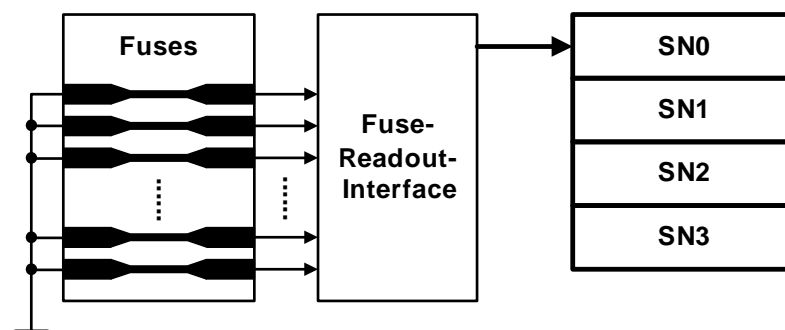 Fuses
Fuse-
Readout-
Interface
SN0
SN1
SN2
SN3